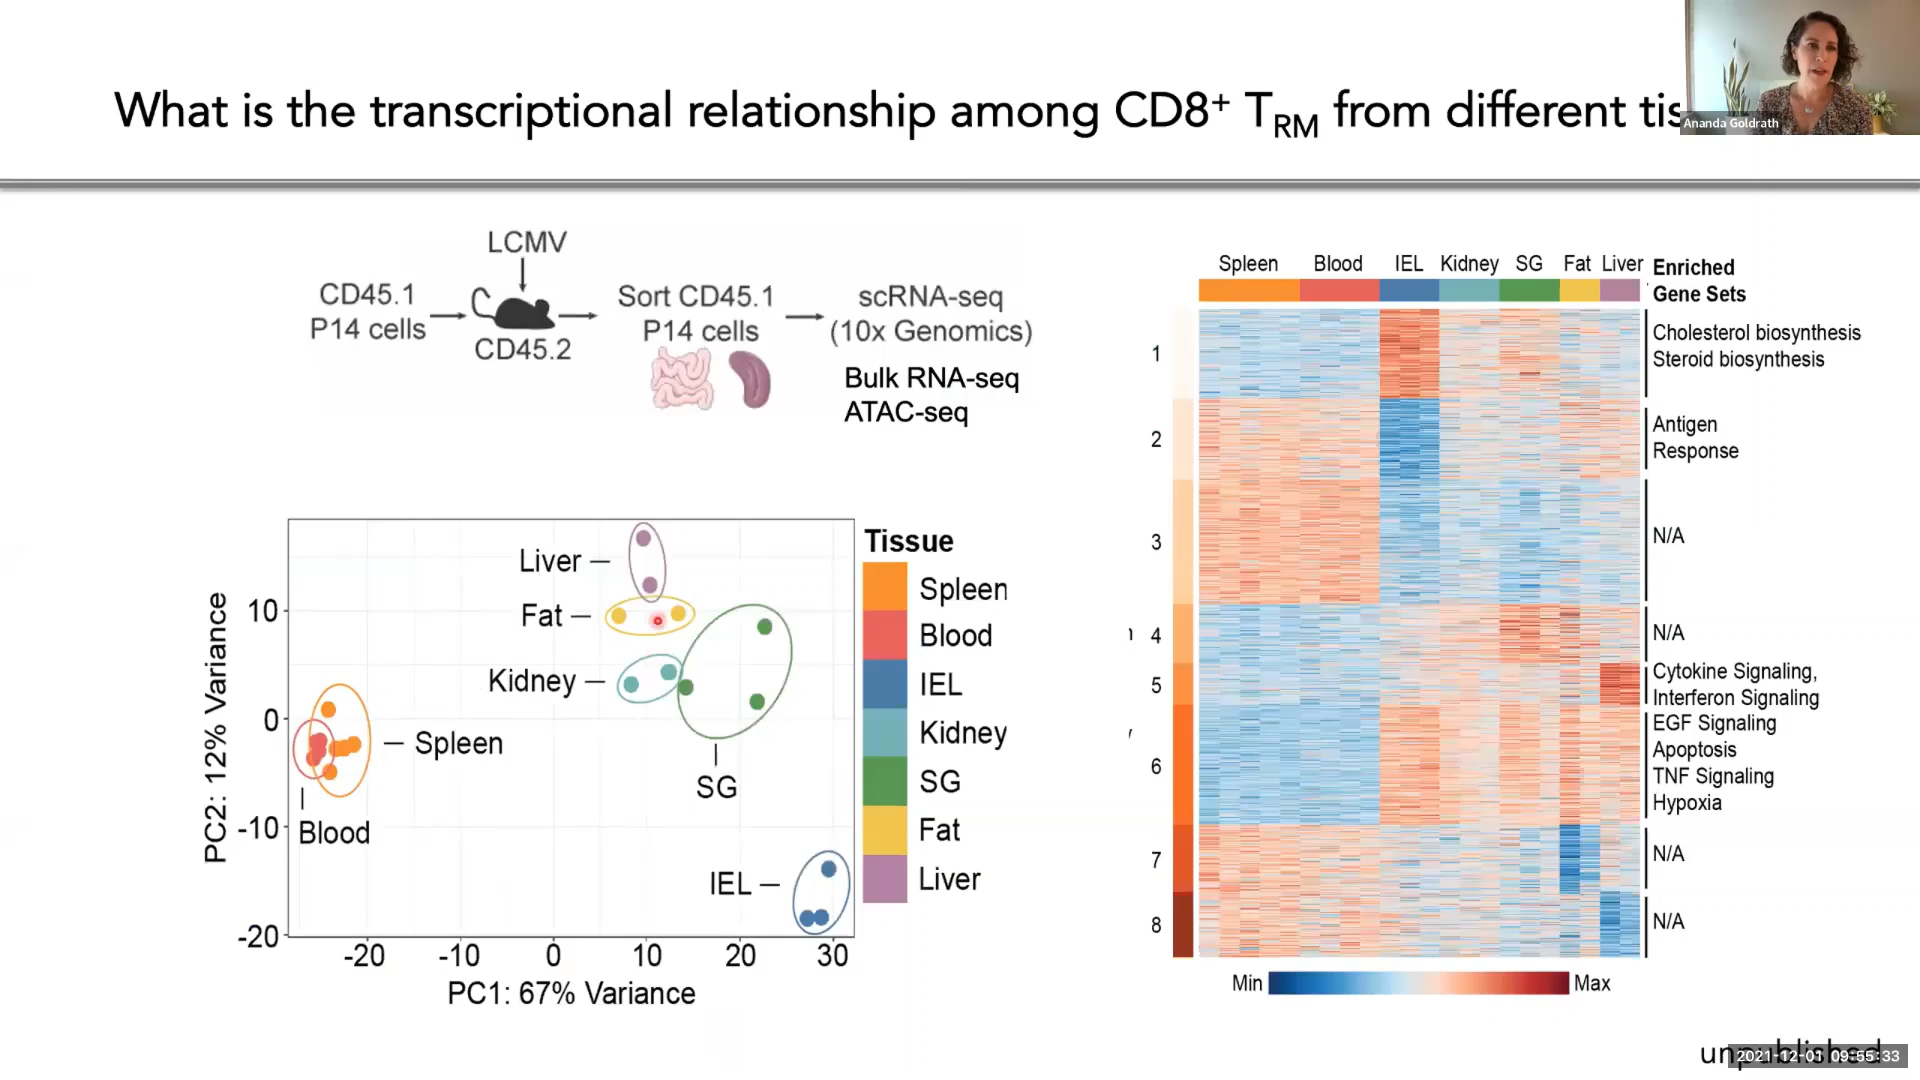 What is the transcriptional relationship among CD8+ TRM from different tis
Ananda Goldrath
LCMV
CD45.1
P14 cells
CD45.2
Sort CD45.1
P14 cells
scRNA-seq
(10x Genomics)
Bulk RNA-seq
ATAC-seq
PC2: 12% Variance
10
0
-10
-20
-20
-10
0
10
20
30
PC1: 67% Variance
Liver
Fat
Kidney
Spleen
SG
Blood
IEL
Tissue
Spleen
Blood
IEL
Kidney
SG
Fat
Liver
Spleen Blood IEL Kidney SG Fat Liver
Enriched
Gene Sets
1
2
3
4
5
6
7
8
Cholesterol biosynthesis
Steroid biosynthesis
Antigen
Response
N/A
N/A
Cytokine Signaling,
Interferon Signaling
EGF Signaling
Apoptosis
TNF Signaling
Hypoxia
N/A
N/A
Min
Max
unpublished
2021-12-01 09:55:33